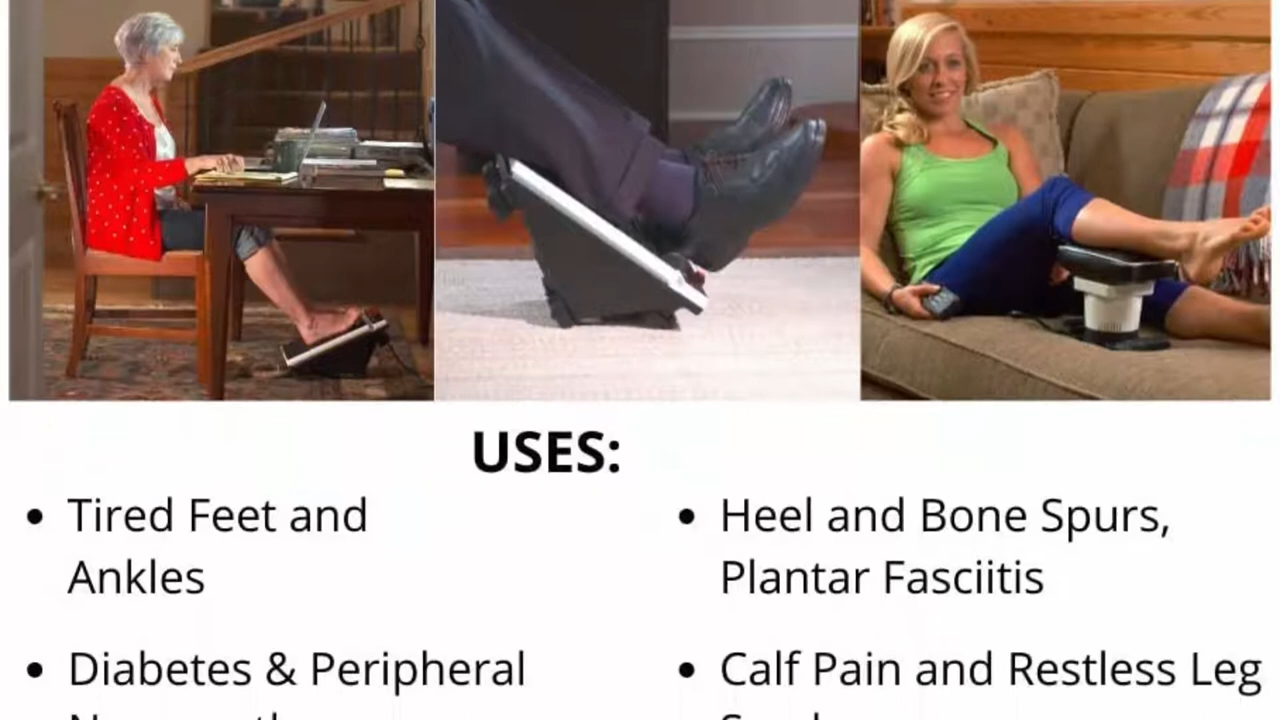 USES:
• Tired Feet and
Ankles
• Diabetes & Peripheral
• Heel and Bone Spurs,
Plantar Fasciitis
• Calf Pain and Restless Leg